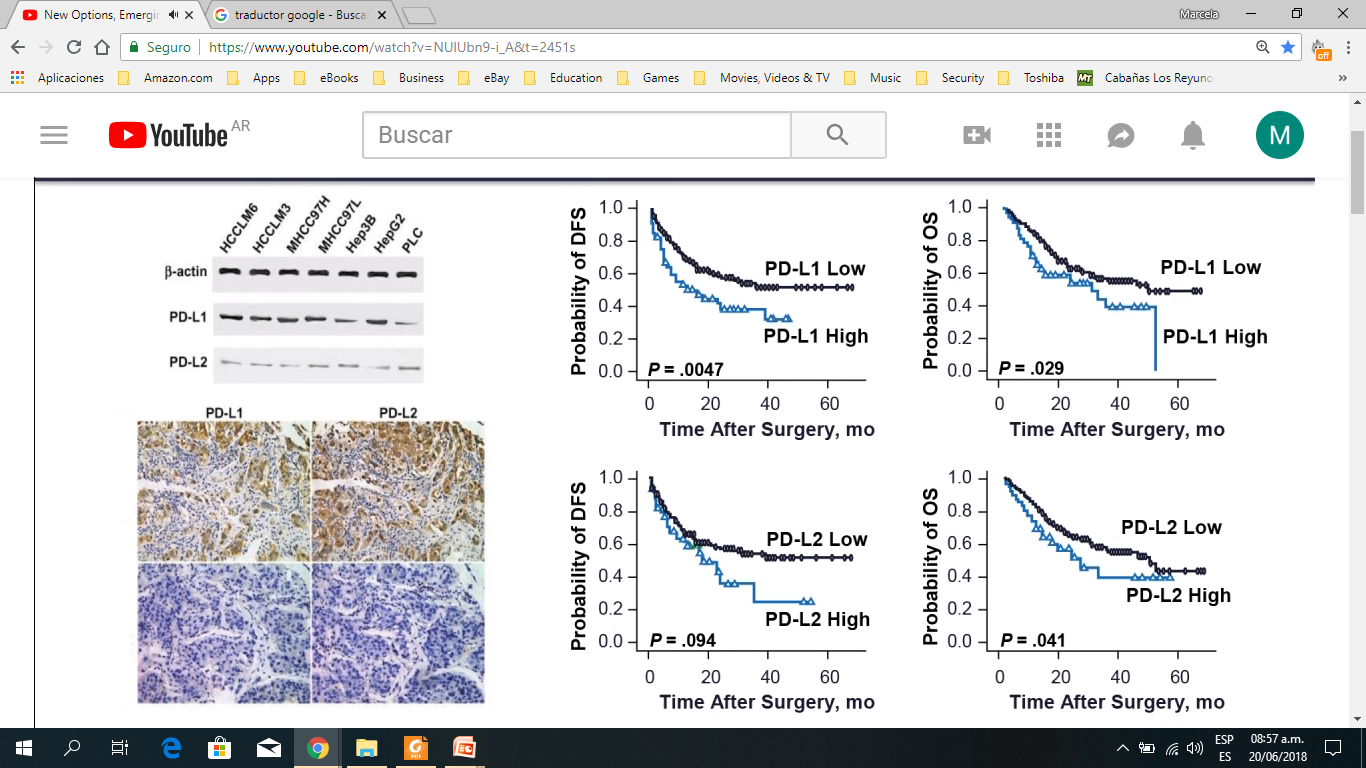 New Options, Emergin
traductor google - Busca
Marcela
Seguro
https://www.youtube.com/watch?v=NUIUbn9-i_A&t=2451s
off
Aplicaciones
Amazon.com
Apps
eBooks
Business
eBay
Education
Games
Movies, Videos & TV
Music
Security
Toshiba
MT
Cabañas Los Reyuno
»
YouTube AR
Buscar
M
HCCLM6
HCCLM3
MHCC97H
MHCC97L
Hep3B
HepG2
PLC
β-actin
PD-L1
PD-L2
PD-L1
PD-L2
Probability of DFS
1.0
0.8
0.6
0.4
0.2
0.0
PD-L1 Low
PD-L1 High
P = .0047
0 20 40 60
Time After Surgery, mo
Probability of OS
1.0
0.8
0.6
0.4
0.2
0.0
PD-L1 Low
PD-L1 High
P = .029
0 20 40 60
Time After Surgery, mo
Probability of DFS
1.0
0.8
0.6
0.4
0.2
0.0
PD-L2 Low
PD-L2 High
P = .094
0 20 40 60
Time After Surgery, mo
Probability of OS
1.0
0.8
0.6
0.4
0.2
0.0
PD-L2 Low
PD-L2 High
P = .041
0 20 40 60
Time After Surgery, mo
PDF
ESP
ES
08:57 a.m.
20/06/2018